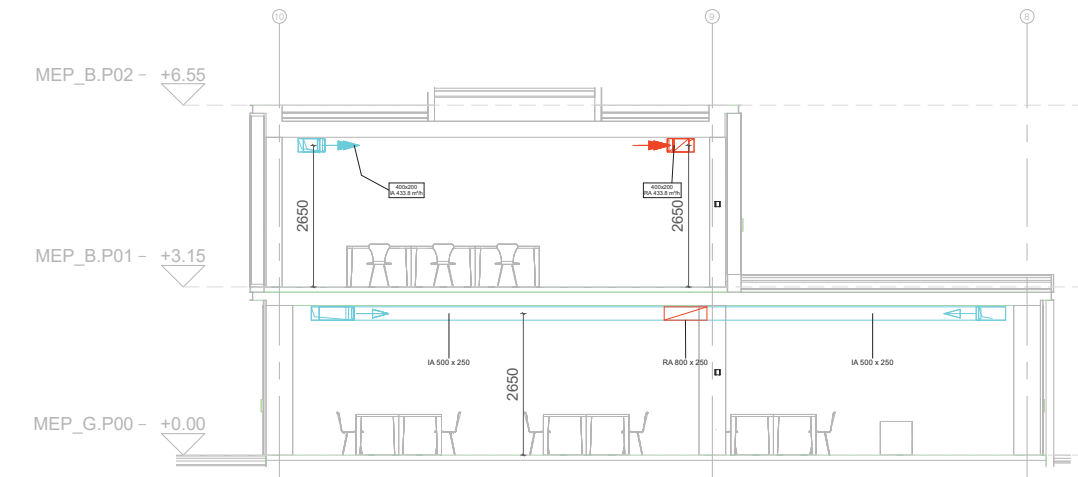 10
9
8
MEP_B.P02 - +6.55
400x200
IA 433.8 m³/h
400x200
RA 433.8 m³/h
2650
2650
MEP_B.P01 - +3.15
IA 500 x 250
RA 800 x 250
IA 500 x 250
2650
MEP_G.P00 - +0.00